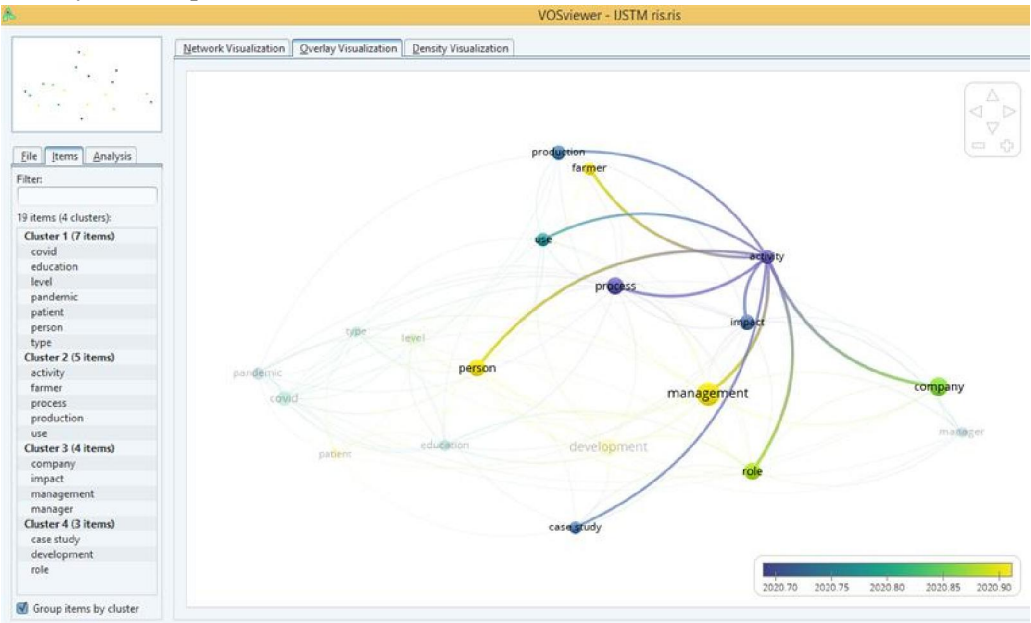 VOSviewer - IJSTM ris.ris
Network Visualization Overlay Visualization Density Visualization
File Items Analysis
Filter:
19 items (4 clusters):
Cluster 1 (7 items)
covid
education
level
pandemic
patient
person
type
Cluster 2 (5 items)
activity
farmer
process
production
use
Cluster 3 (4 items)
company
impact
management
manager
Cluster 4 (3 items)
case study
development
role
Group items by cluster
production
farmer
use
activity
process
impact
type
level
person
pandemic
management
company
covid
manager
education
development
patient
role
case study
2020.70 2020.75 2020.80 2020.85 2020.90